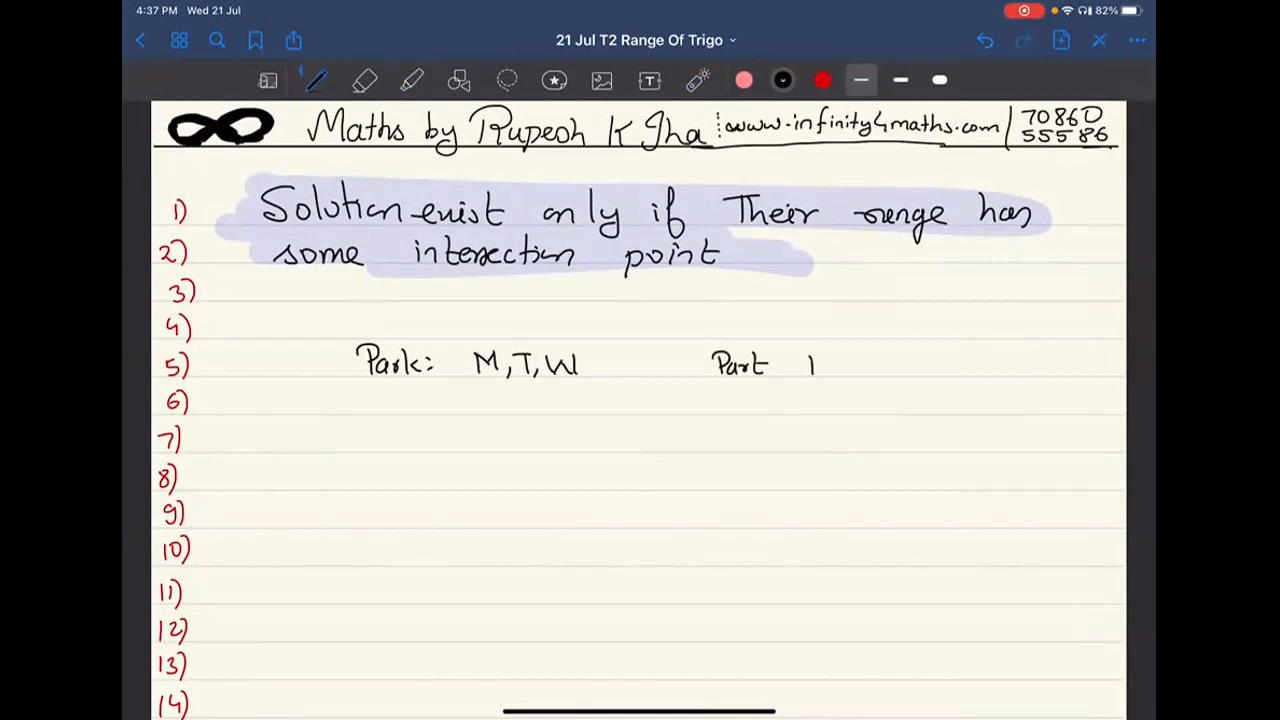 4:37 PM Wed 21 Jul 82%
21 Jul T2 Range Of Trigo
Maths by Rupesh K Jha www.infinity4maths.com 70860
55586
1) Solution exist only if Their range has
2) some intersection point
3)
4)
5) Park: M,T,W Part 1
6)
7)
8)
9)
10)
11)
12)
13)
14)